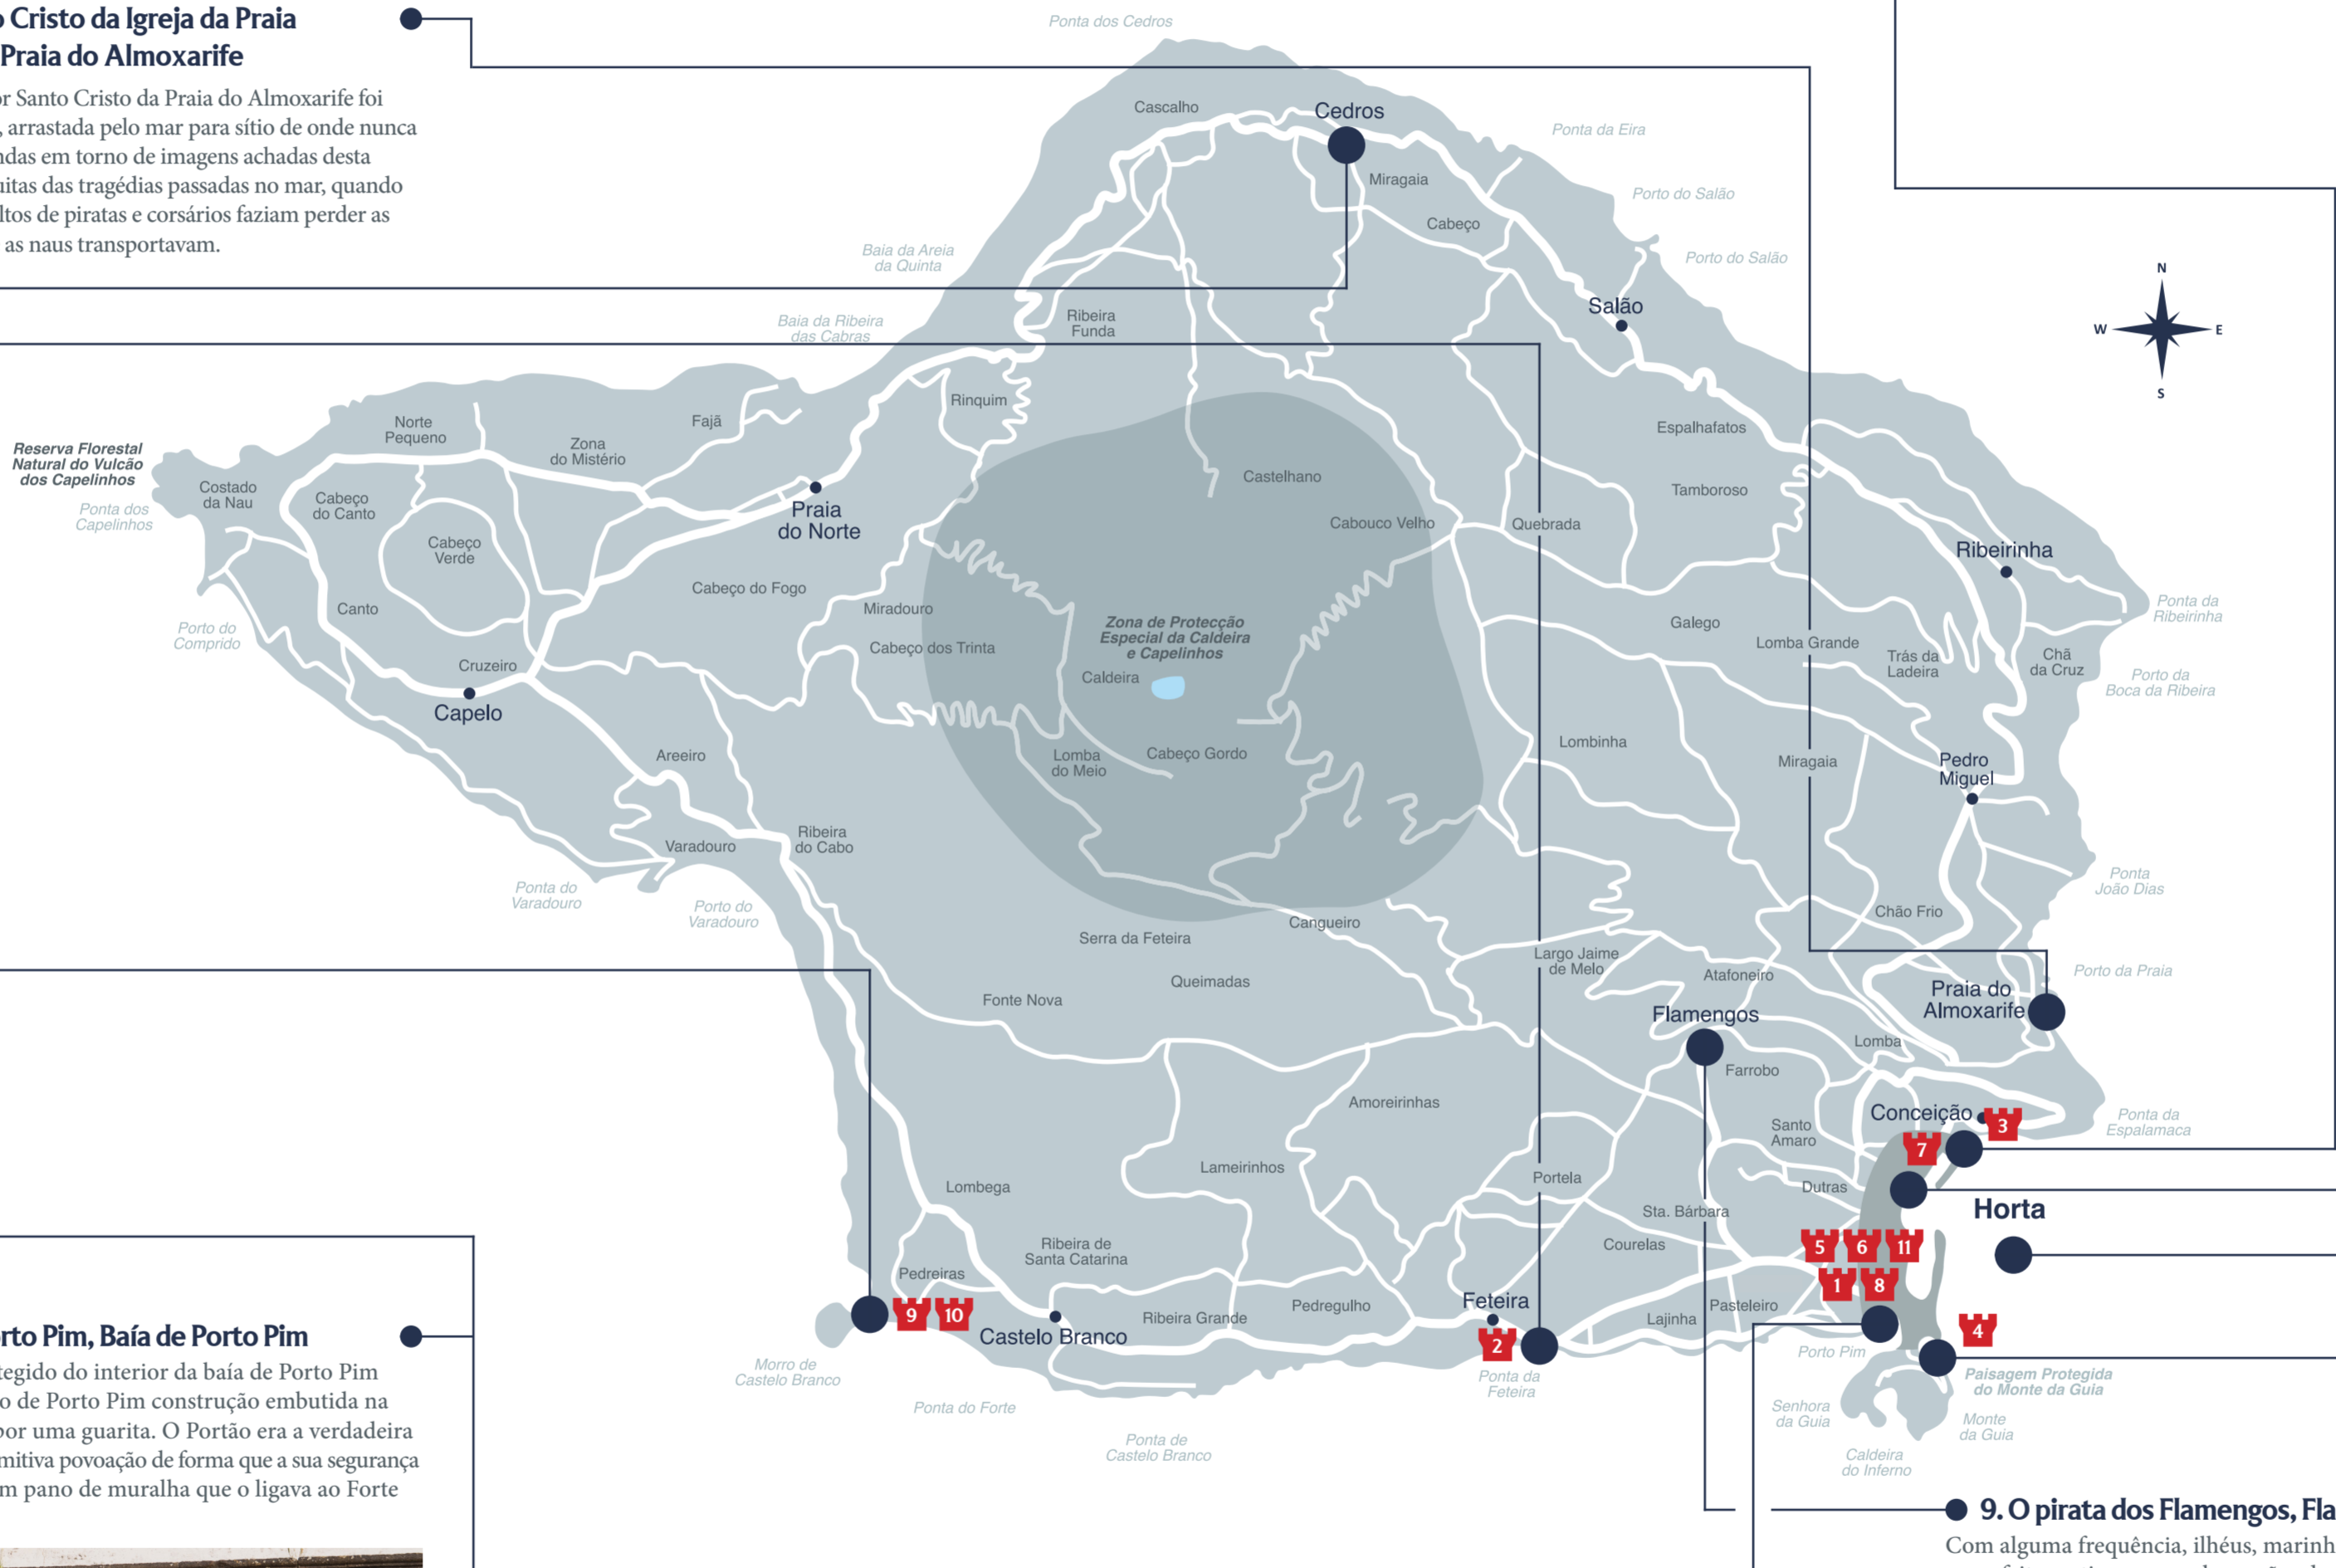 Cristo da Igreja da Praia
Praia do Almoxarife
Santo Cristo da Praia do Almoxarife foi
, arrastada pelo mar para sítio de onde nunca
em torno de imagens achadas desta
das tragédias passadas no mar, quando
de piratas e corsários faziam perder as
as naus transportavam.
Ponta dos Cedros
Cascalho
Cedros
Ponta da Eira
Miragaia
Porto do Salão
Cabeço
Baia da Areia
da Quinta
Porto do Salão
N
W
E
S
Salão
Ribeira
Funda
Baia da Ribeira
das Cabras
Rinquim
Norte
Pequeno
Fajã
Zona
do Mistério
Espalhafatos
Reserva Florestal
Natural do Vulcão
dos Capelinhos
Costado
da Nau
Cabeço
do Canto
Castelhano
Tamboroso
Ponta dos
Capelinhos
Praia
do Norte
Cabouco Velho
Quebrada
Cabeço
Verde
Ribeirinha
Cabeço do Fogo
Canto
Miradouro
Ponta da
Ribeirinha
Porto do
Comprido
Zona de Protecção
Especial da Caldeira
e Capelinhos
Galego
Cabeço dos Trinta
Lomba Grande
Trás da
Ladeira
Chã
da Cruz
Cruzeiro
Caldeira
Porto da
Boca da Ribeira
Capelo
Areeiro
Lomba
do Meio
Cabeço Gordo
Lombinha
Miragaia
Pedro
Miguel
Varadouro
Ribeira
do Cabo
Ponta do
Varadouro
Porto do
Varadouro
Ponta
João Dias
Chão Frio
Cangueiro
Serra da Feteira
Largo Jaime
de Melo
Queimadas
Atafoneiro
Porto da Praia
Fonte Nova
Praia do
Almoxarife
Flamengos
Lomba
Farrobo
Amoreirinhas
Conceição
3
Santo
Amaro
Ponta da
Espalamaca
7
Lameirinhos
Portela
Dutras
Lombega
Sta. Bárbara
Horta
Ribeira de
Santa Catarina
Courelas
5 6 11
Pedreiras
1 8
9 10
Castelo Branco
Ribeira Grande
Pedregulho
Feteira
2
Lajinha
Pasteleiro
4
Porto Pim
Morro de
Castelo Branco
Ponta da
Feteira
Paisagem Protegida
do Monte da Guia
Ponta do Forte
Senhora
da Guia
Monte
da Guia
Ponta de
Castelo Branco
Caldeira
do Inferno
Pim, Baía de Porto Pim
do interior da baía de Porto Pim
de Porto Pim construção embutida na
por uma guarita. O Portão era a verdadeira
povoação de forma que a sua segurança
pano de muralha que o ligava ao Forte
9. O pirata dos Flamengos,
Com alguma frequência, ilhéus,